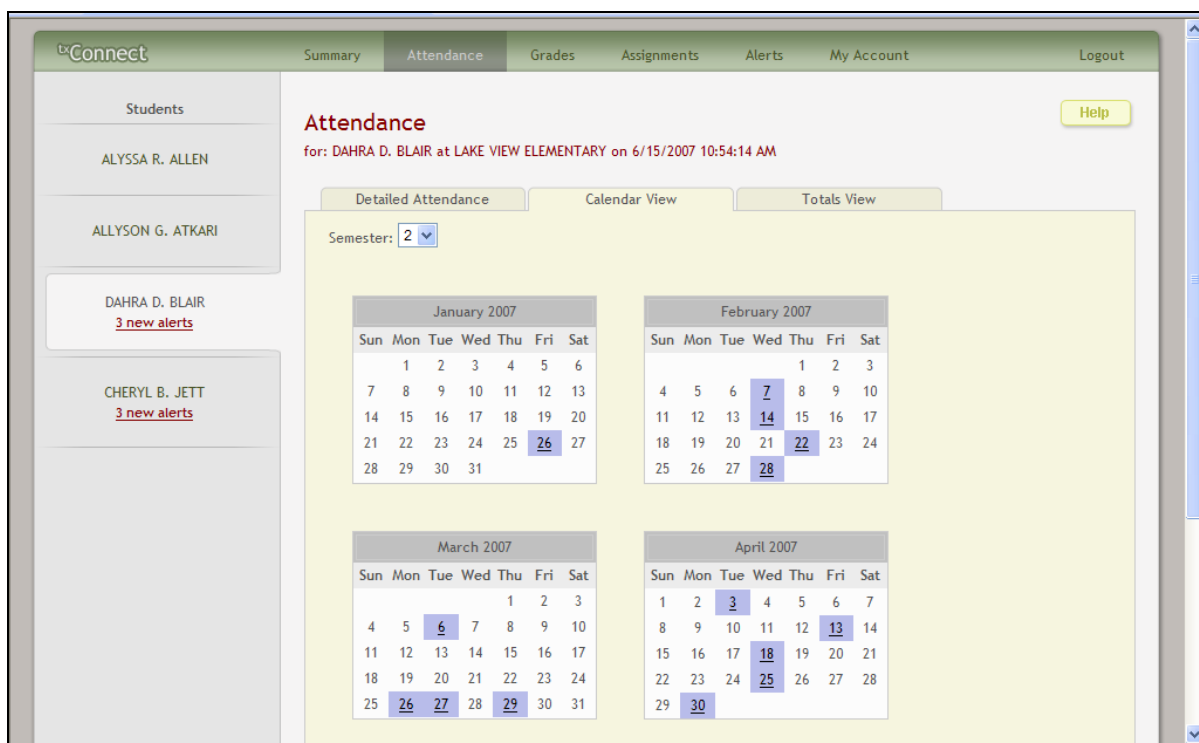 txConnect
Summary Attendance Grades Assignments Alerts My Account Logout
Students
ALYSSA R. ALLEN
ALLYSON G. ATKARI
DAHRA D. BLAIR
3 new alerts
CHERYL B. JETT
3 new alerts
Help
Attendance
for: DAHRA D. BLAIR at LAKE VIEW ELEMENTARY on 6/15/2007 10:54:14 AM
Detailed Attendance Calendar View Totals View
Semester: 2
January 2007
Sun Mon Tue Wed Thu Fri Sat
1 2 3 4 5 6
7 8 9 10 11 12 13
14 15 16 17 18 19 20
21 22 23 24 25 26 27
28 29 30 31
February 2007
Sun Mon Tue Wed Thu Fri Sat
1 2 3
4 5 6 7 8 9 10
11 12 13 14 15 16 17
18 19 20 21 22 23 24
25 26 27 28
March 2007
Sun Mon Tue Wed Thu Fri Sat
1 2 3
4 5 6 7 8 9 10
11 12 13 14 15 16 17
18 19 20 21 22 23 24
25 26 27 28 29 30 31
April 2007
Sun Mon Tue Wed Thu Fri Sat
1 2 3 4 5 6 7
8 9 10 11 12 13 14
15 16 17 18 19 20 21
22 23 24 25 26 27 28
29 30